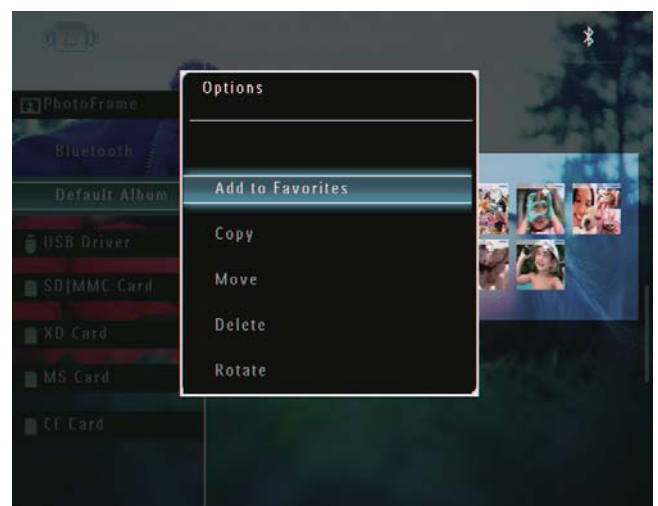 Options
PhotoFrame
Bluetooth
Default Album
USB Driver
SD|MMC Card
XD Card
MS Card
CF Card
Add to Favorites
Copy
Move
Delete
Rotate